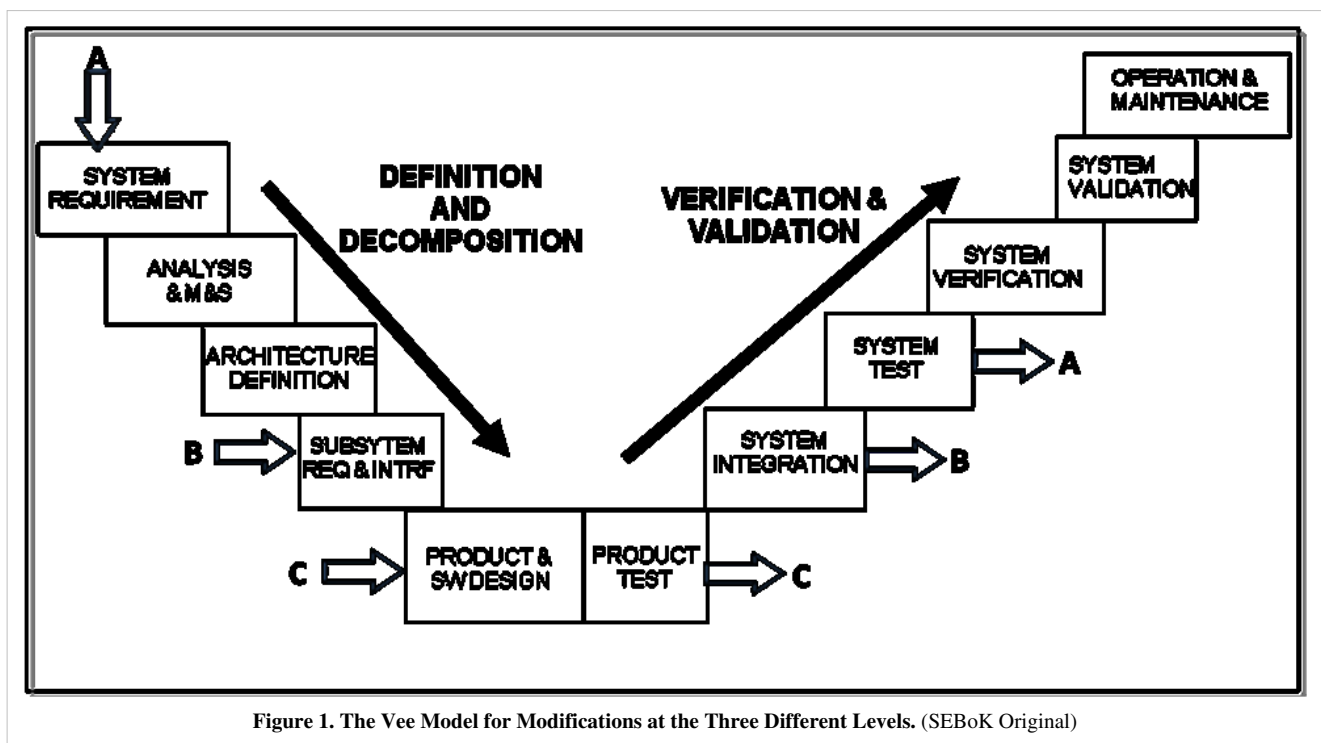 A
SYSTEM
REQUIREMENT
ANALYSIS
& M&S
ARCHITECTURE
DEFINITION
B
SUBSYTEM
REQ & INTRF
C
PRODUCT &
SW DESIGN
DEFINITION
AND
DECOMPOSITION
VERIFICATION &
VALIDATION
PRODUCT
TEST
C
SYSTEM
INTEGRATION
B
SYSTEM
TEST
A
SYSTEM
VERIFICATION
SYSTEM
VALIDATION
OPERATION &
MAINTENANCE
Figure 1. The Vee Model for Modifications at the Three Different Levels. (SEBoK Original)